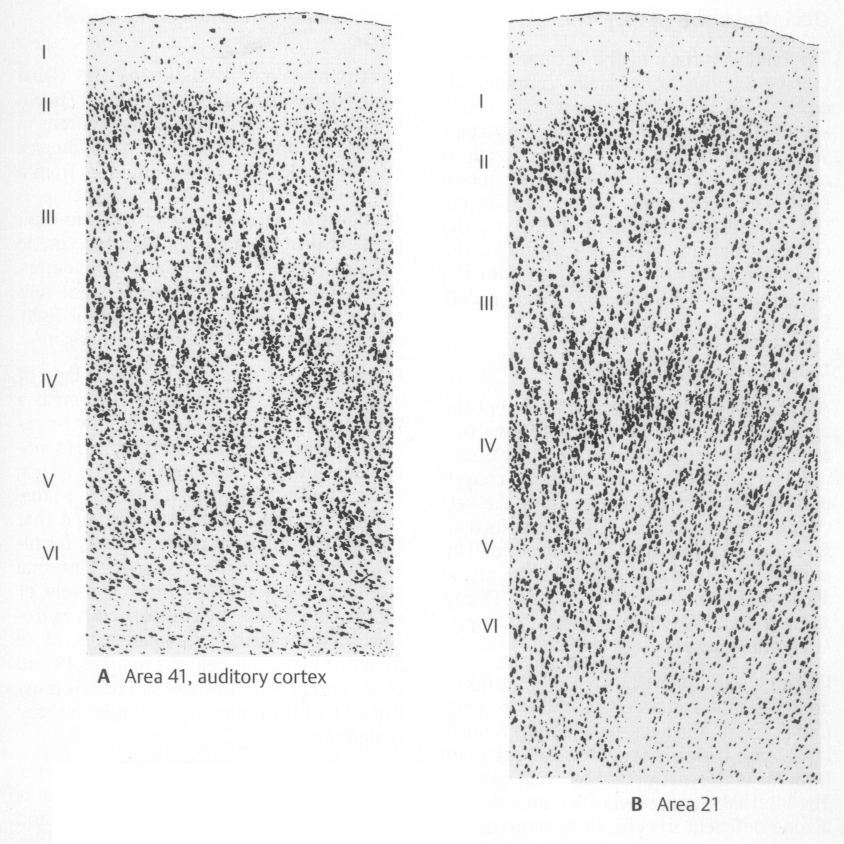 I
II
III
IV
V
VI
A Area 41, auditory cortex
I
II
III
IV
V
VI
B Area 21